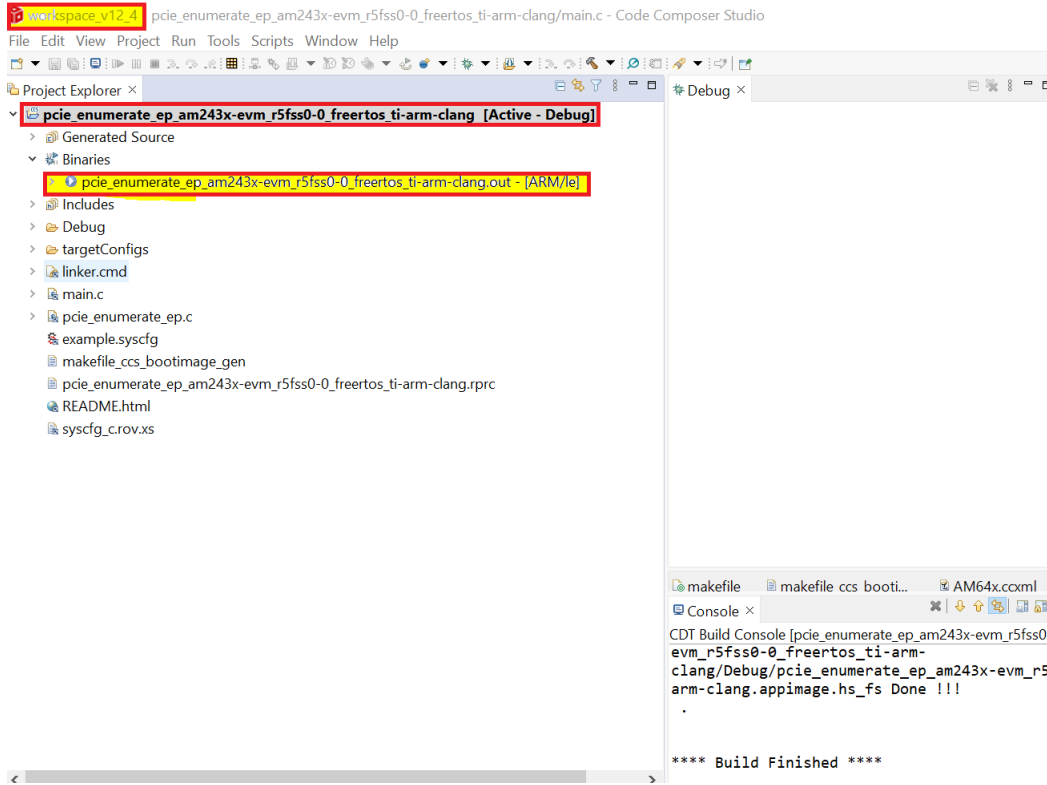 workspace_v12_4 - pcie_enumerate_ep_am243x-evm_r5fss0-0_freertos_ti-arm-clang/main.c - Code Composer Studio
File Edit View Project Run Tools Scripts Window Help
Project Explorer
Debug
pcie_enumerate_ep_am243x-evm_r5fss0-0_freertos_ti-arm-clang [Active - Debug]
Generated Source
Binaries
pcie_enumerate_ep_am243x-evm_r5fss0-0_freertos_ti-arm-clang.out - [ARM/le]
Includes
Debug
targetConfigs
linker.cmd
main.c
pcie_enumerate_ep.c
example.syscfg
makefile_ccs_bootimage_gen
pcie_enumerate_ep_am243x-evm_r5fss0-0_freertos_ti-arm-clang.rprc
README.html
syscfg_c.rov.xs
makefile makefile_ccs_booti... AM64x.ccxml
Console
CDT Build Console [pcie_enumerate_ep_am243x-evm_r5fss0
evm_r5fss0-0_freertos_ti-arm-
clang/Debug/pcie_enumerate_ep_am243x-evm_r5
arm-clang.appimage.hs_fs Done !!!
.
**** Build Finished ****